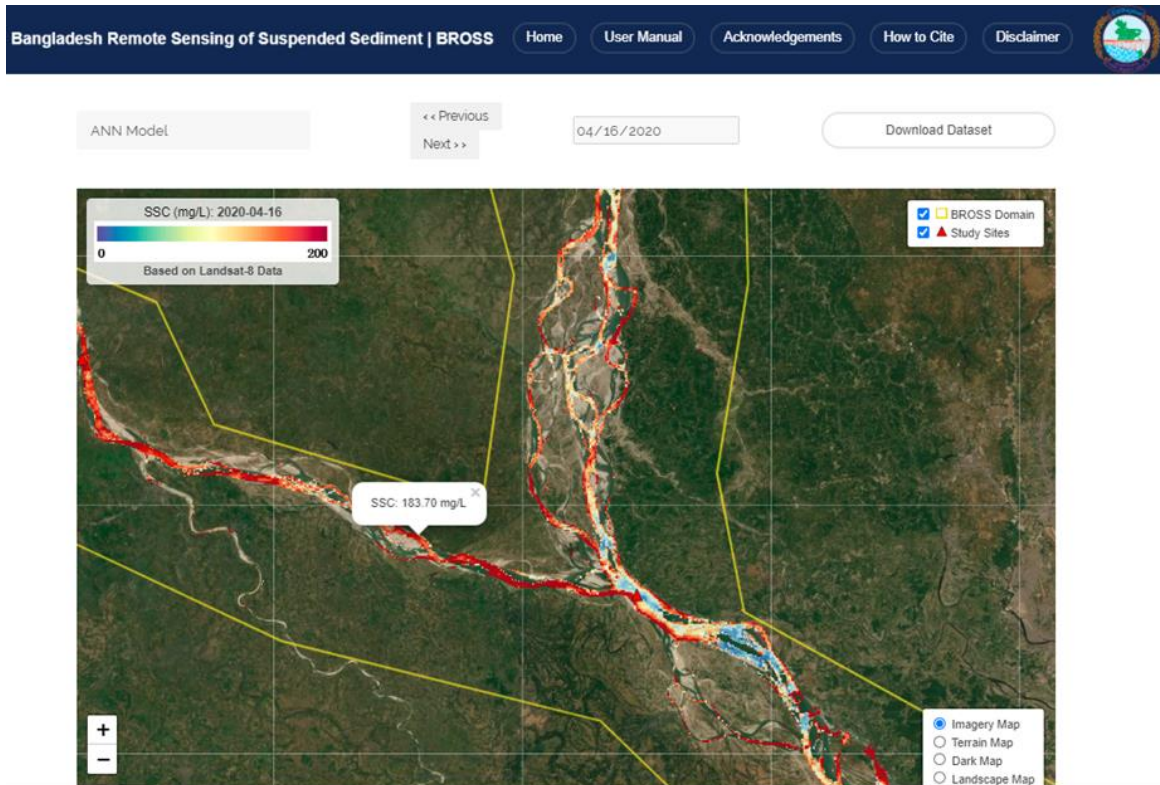 Bangladesh Remote Sensing of Suspended Sediment | BROSS
Home
User Manual
Acknowledgements
How to Cite
Disclaimer
ANN Model
<< Previous
Next >>
04/16/2020
Download Dataset
SSC (mg/L): 2020-04-16
0
200
Based on Landsat-8 Data
BROSS Domain
Study Sites
SSC: 183.70 mg/L
×
+
−
Imagery Map
Terrain Map
Dark Map
Landscape Map